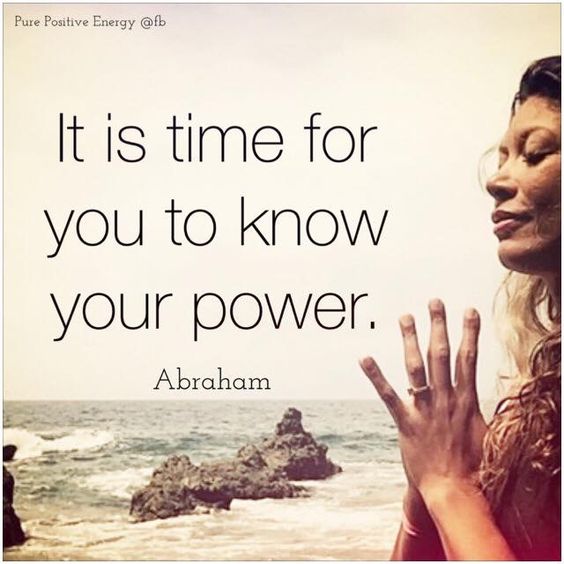 Pure Positive Energy @fb
It is time for
you to know
your power.
Abraham